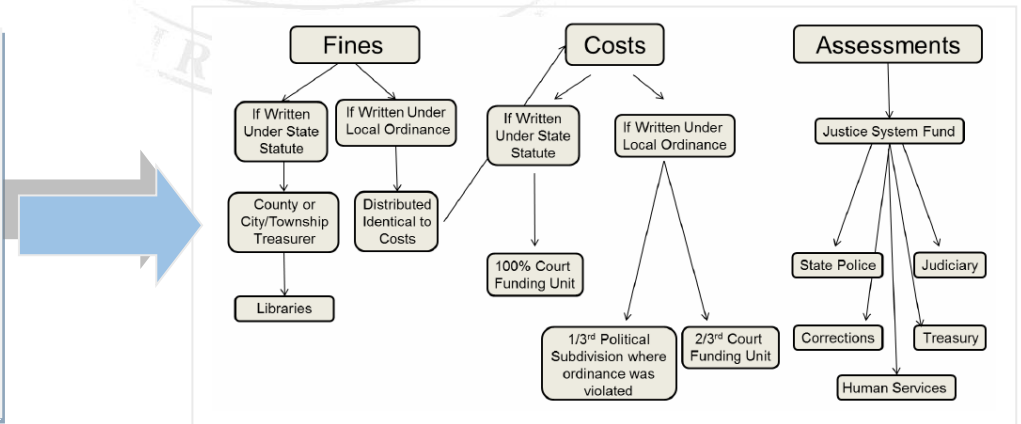 Fines
If Written
Under State
Statute
If Written Under
Local Ordinance
County or
City/Township
Treasurer
Distributed
Identical to
Costs
Libraries
Costs
If Written
Under State
Statute
If Written Under
Local Ordinance
100% Court
Funding Unit
1/3rd Political
Subdivision where
ordinance was
violated
2/3rd Court
Funding Unit
Assessments
Justice System Fund
State Police
Judiciary
Corrections
Treasury
Human Services